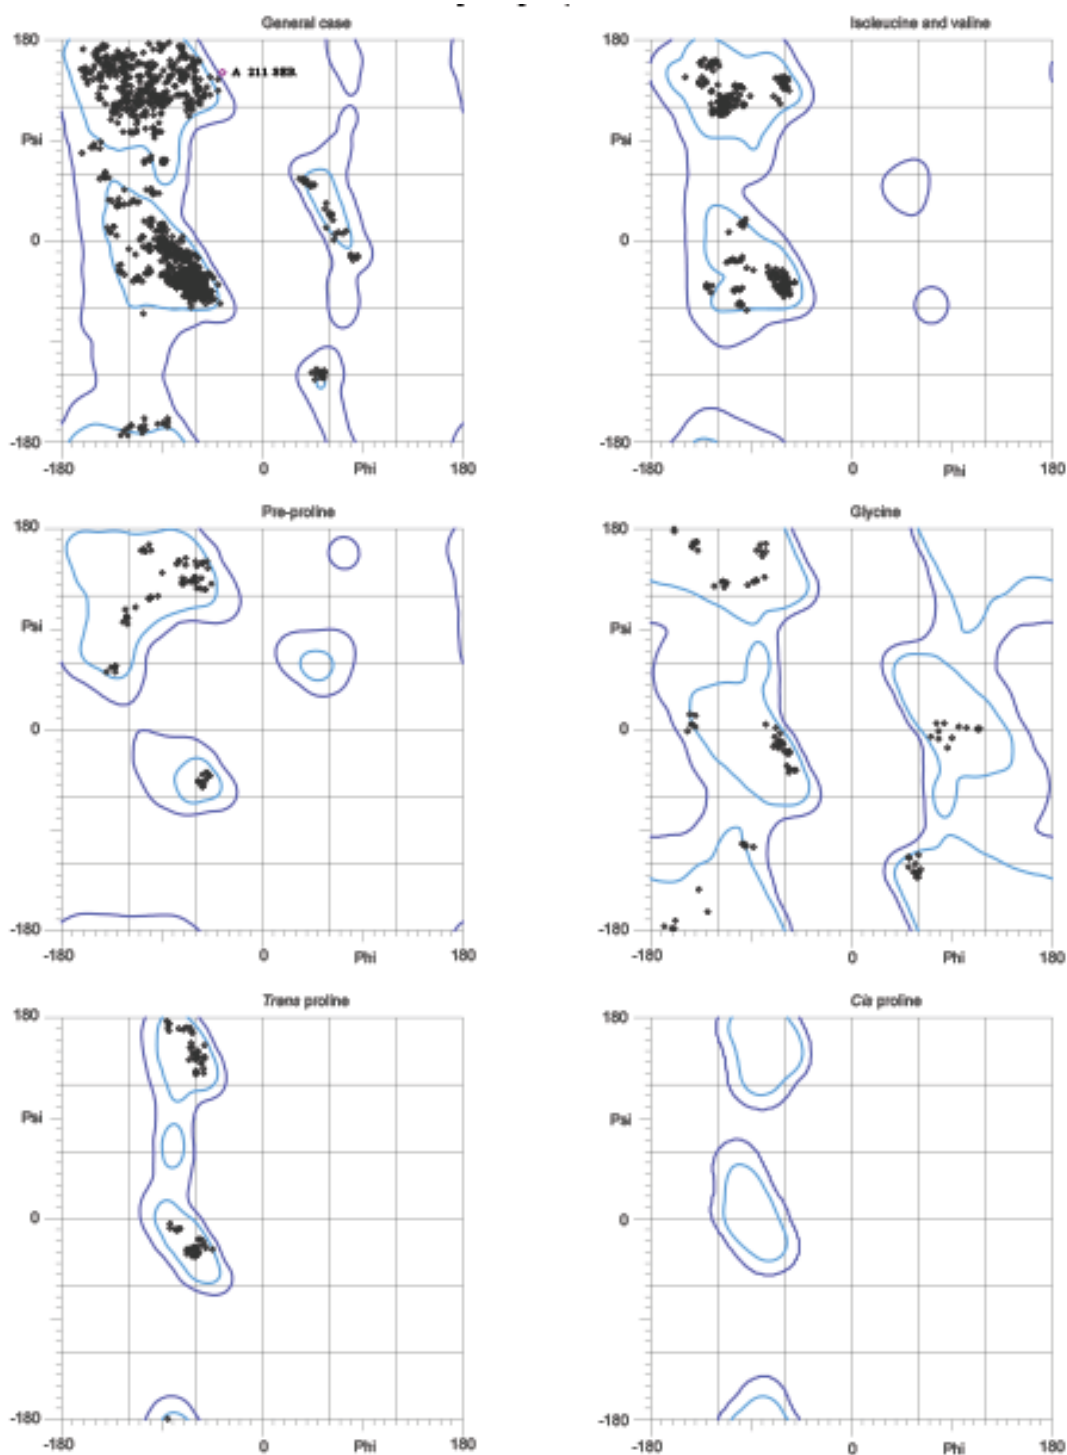 General case
180
A 211 SER
Psi
0
-180
-180 0 Phi 180
Isoleucine and valine
180
Psi
0
-180
-180 0 Phi 180
Pre-proline
180
Psi
0
-180
-180 0 Phi 180
Glycine
180
Psi
0
-180
-180 0 Phi 180
Trans proline
180
Psi
0
-180
-180 0 Phi 180
Cis proline
180
Psi
0
-180
-180 0 Phi 180